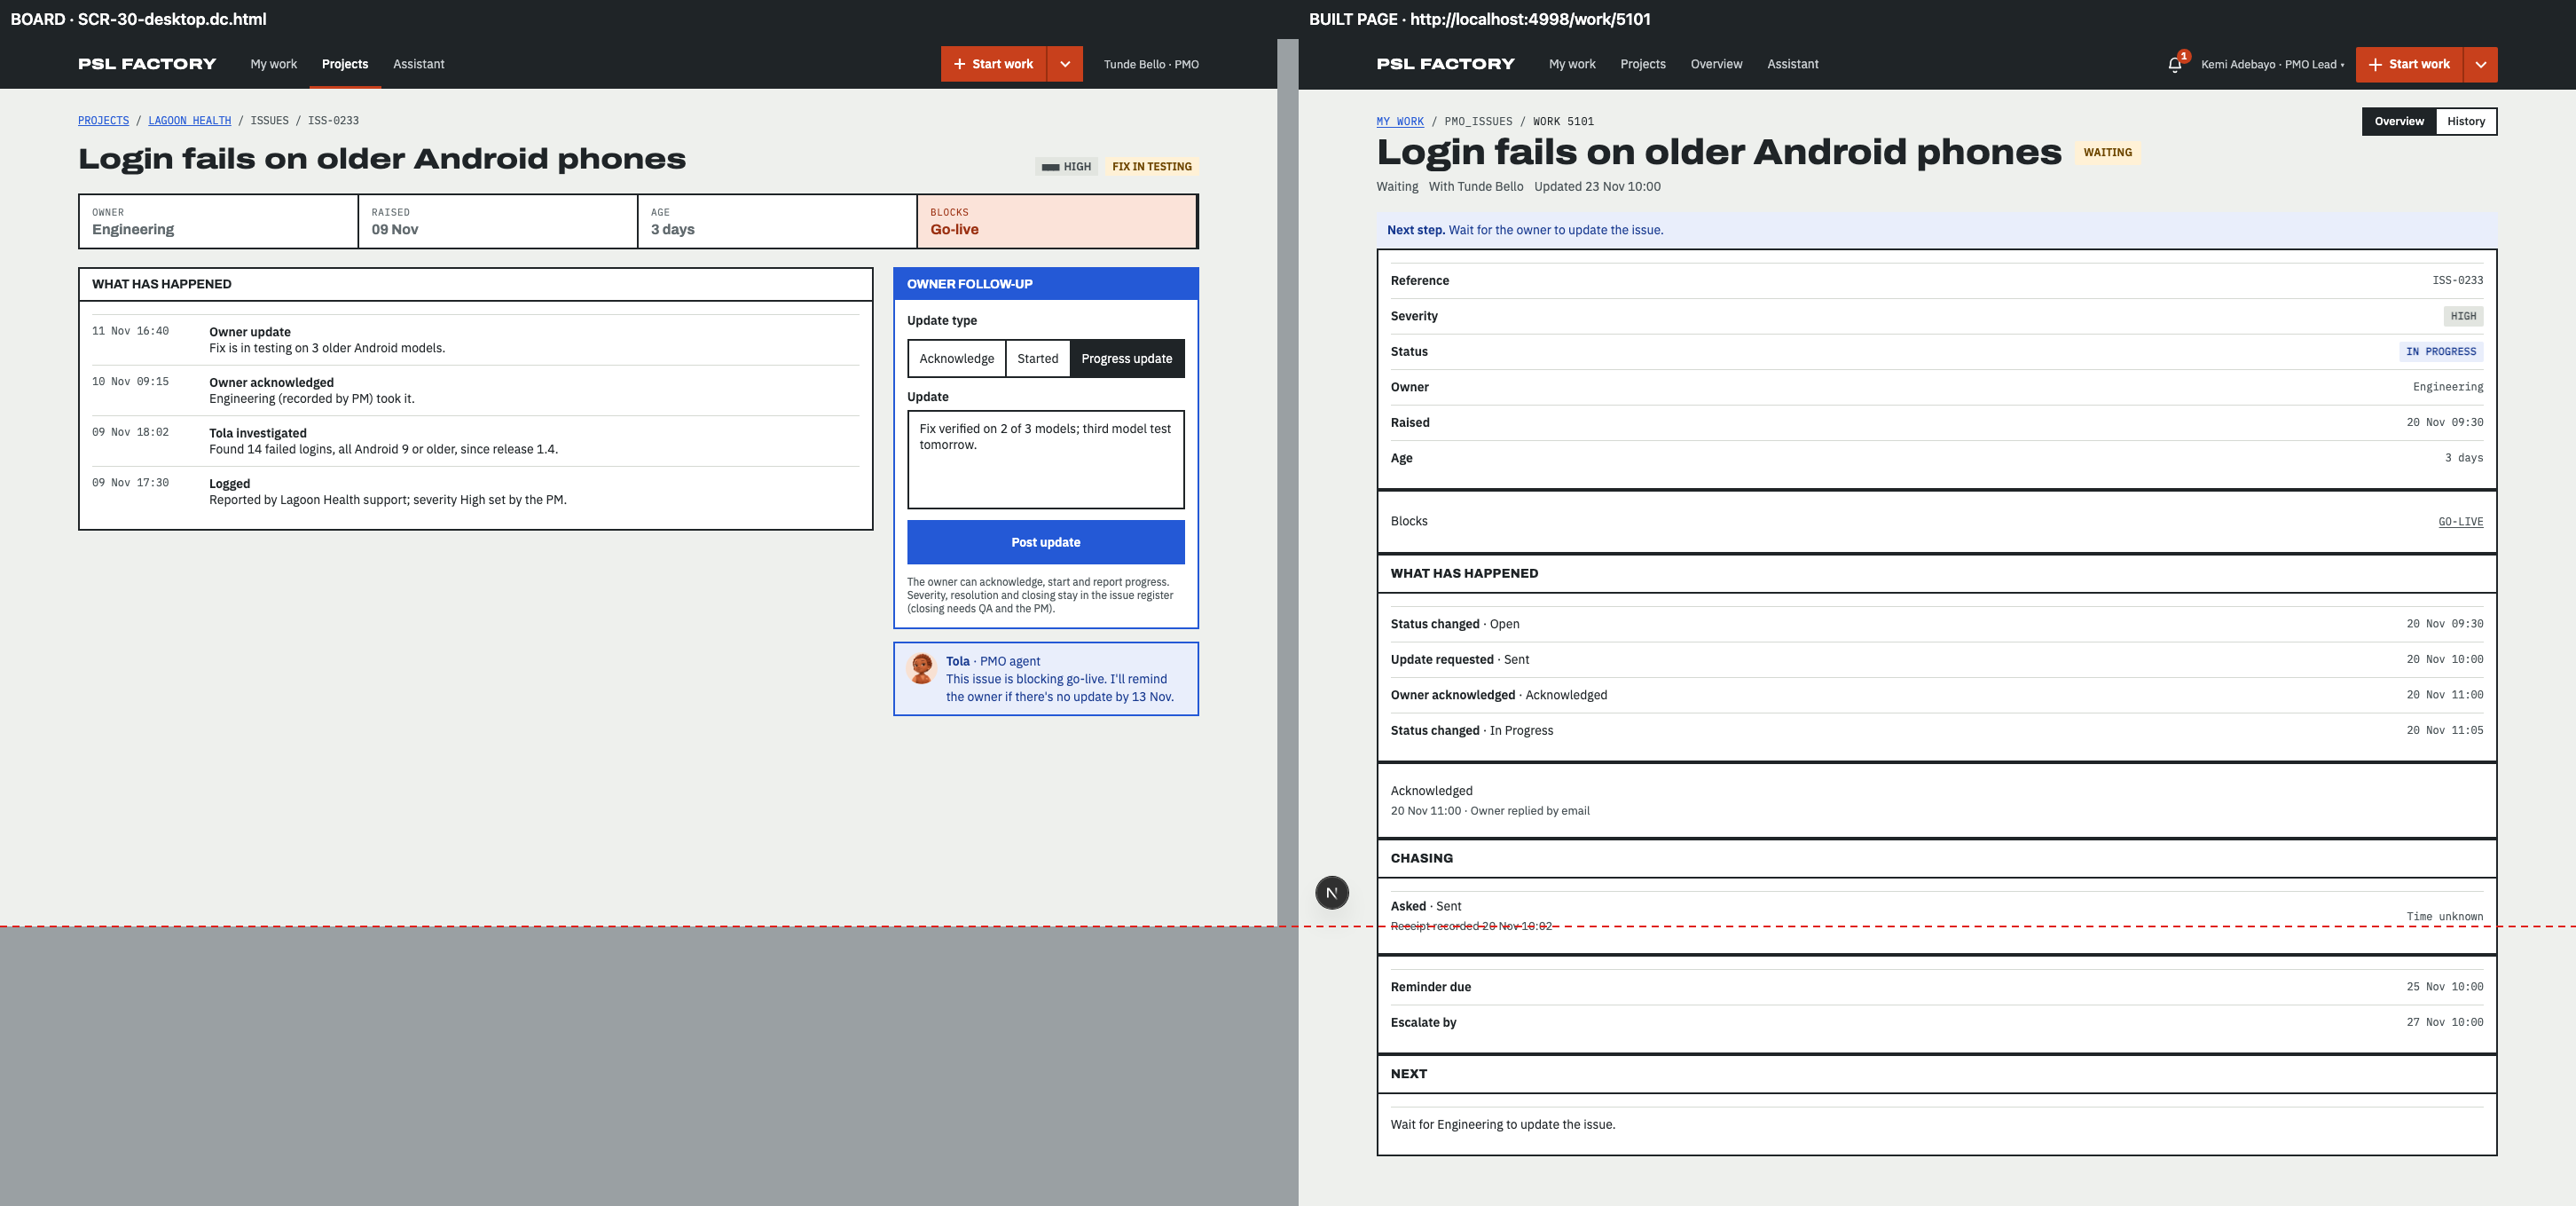 BOARD · SCR-30-desktop.dc.html
PSL FACTORY
My work
Projects
Assistant
Start work
Tunde Bello · PMO
PROJECTS / LAGOON HEALTH / ISSUES / ISS-0233
Login fails on older Android phones
HIGH
FIX IN TESTING
OWNER
Engineering
RAISED
09 Nov
AGE
3 days
BLOCKS
Go-live
WHAT HAS HAPPENED
11 Nov 16:40
Owner update
Fix is in testing on 3 older Android models.
10 Nov 09:15
Owner acknowledged
Engineering (recorded by PM) took it.
09 Nov 18:02
Tola investigated
Found 14 failed logins, all Android 9 or older, since release 1.4.
09 Nov 17:30
Logged
Reported by Lagoon Health support; severity High set by the PM.
OWNER FOLLOW-UP
Update type
Acknowledge
Started
Progress update
Update
Fix verified on 2 of 3 models; third model test
tomorrow.
Post update
The owner can acknowledge, start and report progress.
Severity, resolution and closing stay in the issue register
(closing needs QA and the PM).
Tola · PMO agent
This issue is blocking go-live. I'll remind
the owner if there's no update by 13 Nov.
BUILT PAGE · http://localhost:4998/work/5101
PSL FACTORY
My work
Projects
Overview
Assistant
1
Kemi Adebayo · PMO Lead
Start work
MY WORK / PMO_ISSUES / WORK 5101
Overview
History
Login fails on older Android phones
WAITING
Waiting With Tunde Bello Updated 23 Nov 10:00
Next step. Wait for the owner to update the issue.
Reference
ISS-0233
Severity
HIGH
Status
IN PROGRESS
Owner
Engineering
Raised
20 Nov 09:30
Age
3 days
Blocks
GO-LIVE
WHAT HAS HAPPENED
Status changed · Open
20 Nov 09:30
Update requested · Sent
20 Nov 10:00
Owner acknowledged · Acknowledged
20 Nov 11:00
Status changed · In Progress
20 Nov 11:05
Acknowledged
20 Nov 11:00 · Owner replied by email
CHASING
N
Asked · Sent
Receipt recorded 20 Nov 10:02
Time unknown
Reminder due
25 Nov 10:00
Escalate by
27 Nov 10:00
NEXT
Wait for Engineering to update the issue.